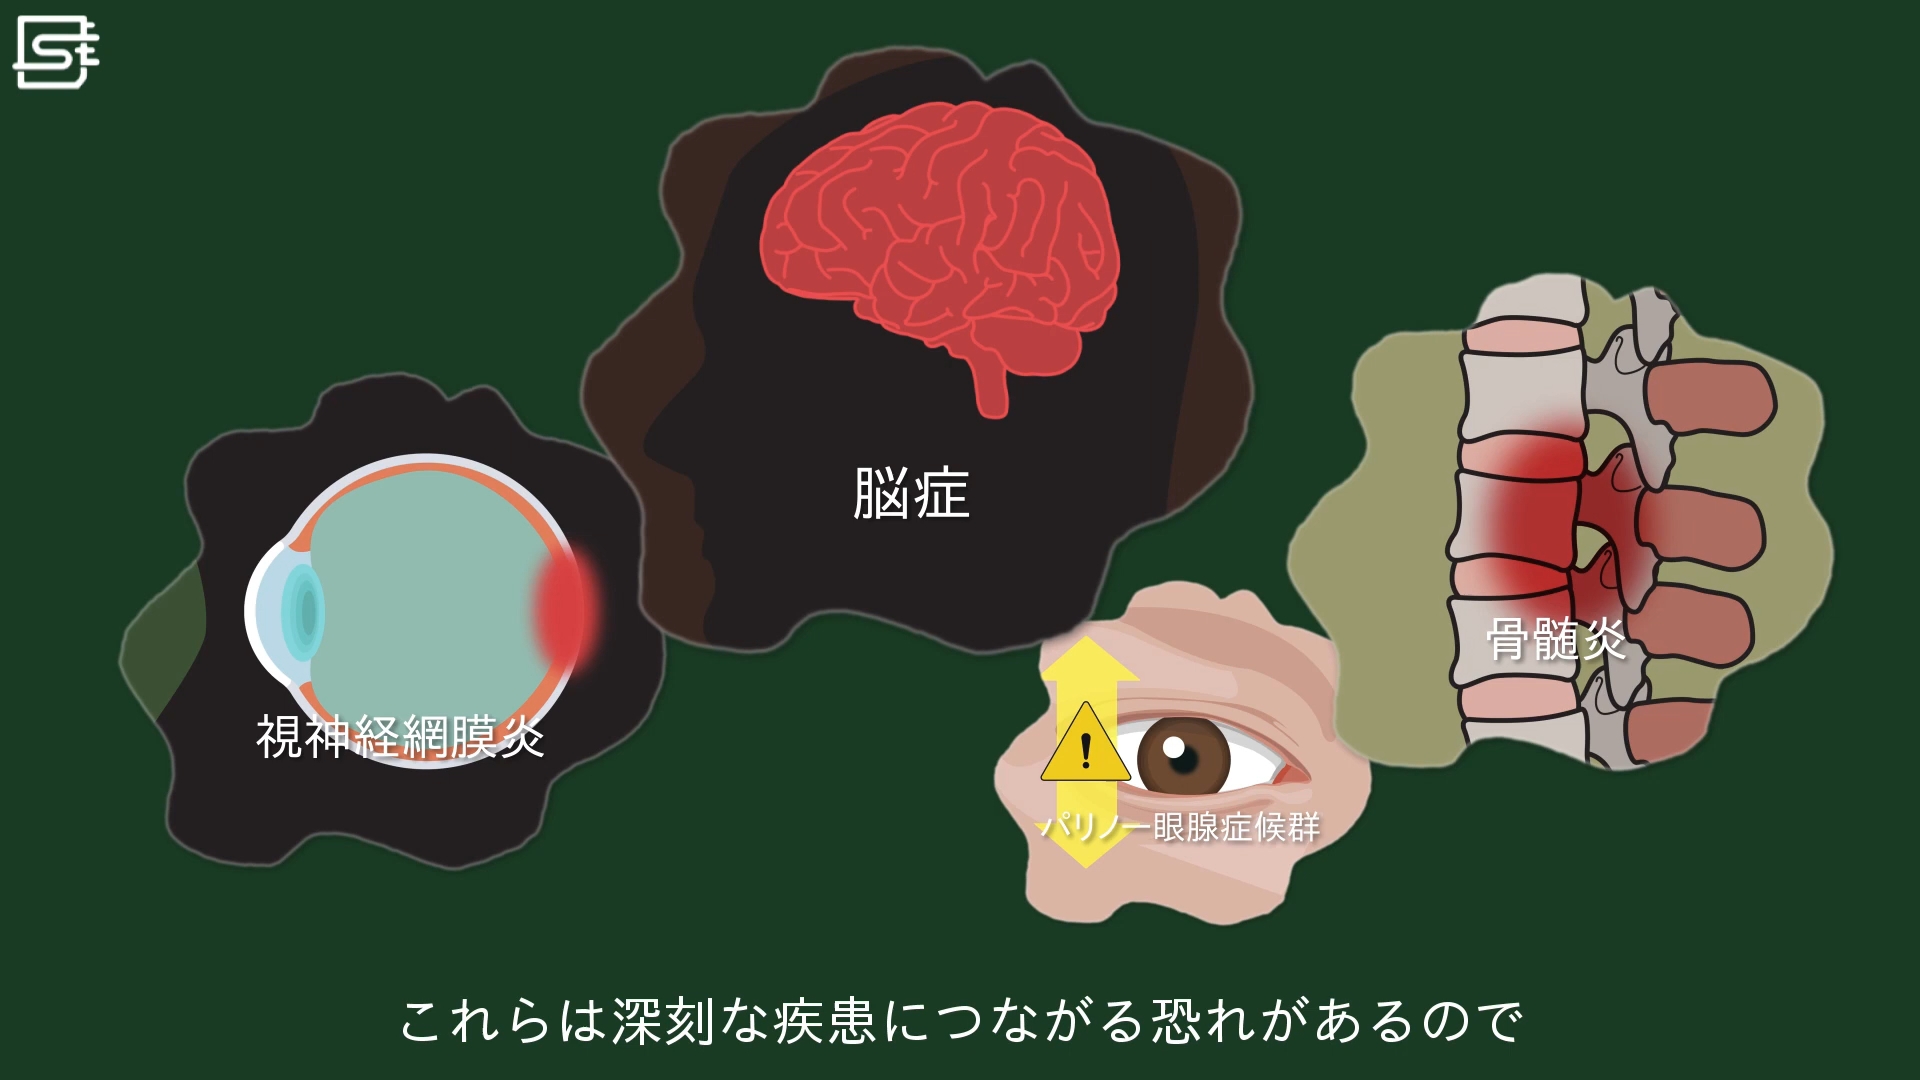 脳症
視神経網膜炎
骨髄炎
パリノー眼腺症候群
これらは深刻な疾患につながる恐れがあるので